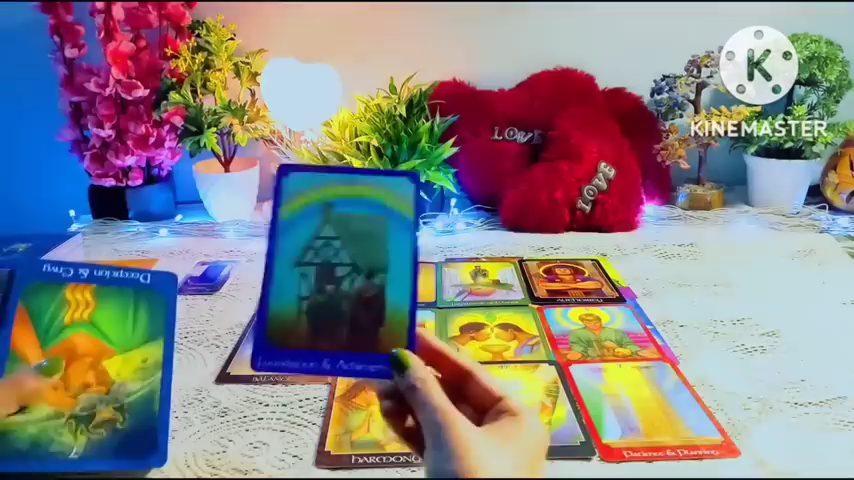 K
KINEMASTER
LOVE
LOVE
Deception & Envy
BALANCE
HARMONY
Patience & Planning